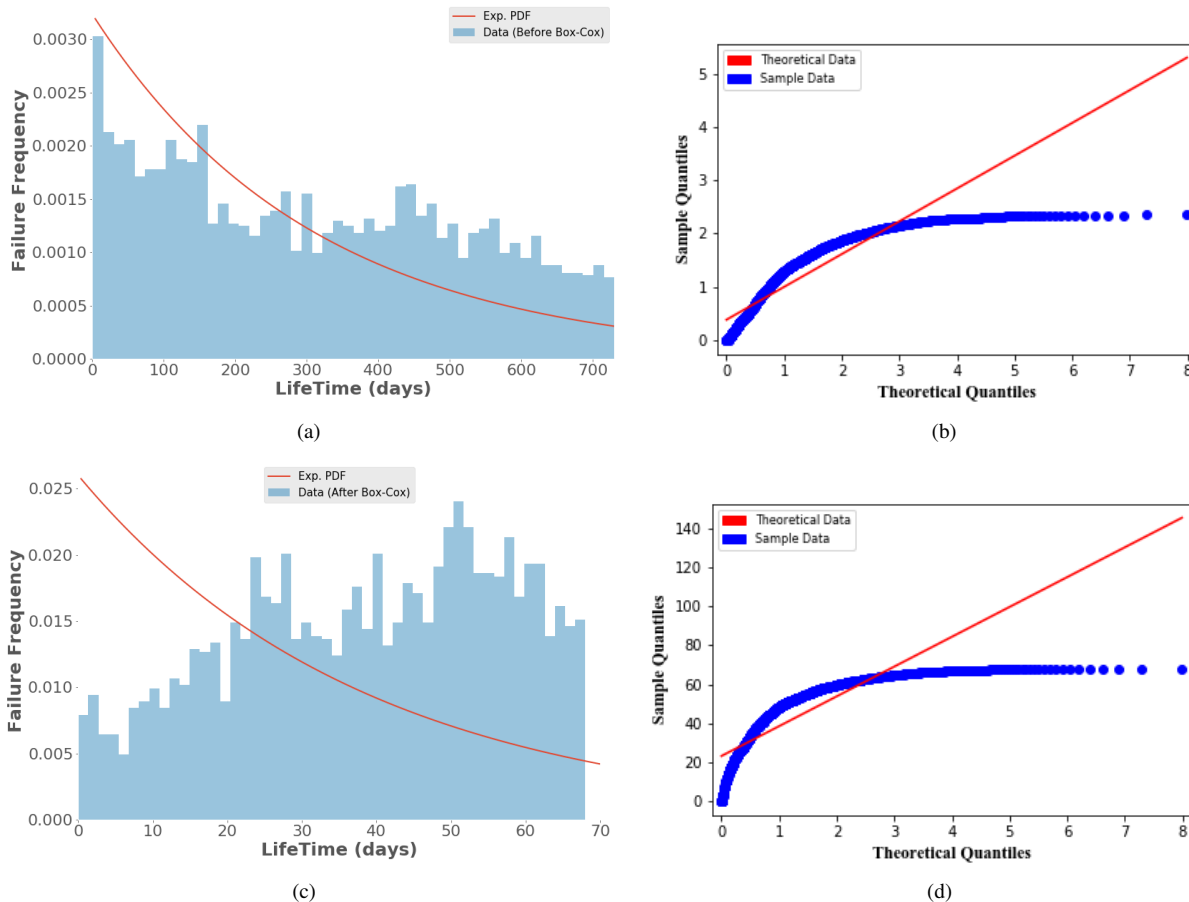 Exp. PDF
Data (Before Box-Cox)
Failure Frequency
0.0030
0.0025
0.0020
0.0015
0.0010
0.0005
0.0000
0 100 200 300 400 500 600 700
LifeTime (days)
(a)
Theoretical Data
Sample Data
Sample Quantiles
5
4
3
2
1
0
0 1 2 3 4 5 6 7 8
Theoretical Quantiles
(b)
Exp. PDF
Data (After Box-Cox)
Failure Frequency
0.025
0.020
0.015
0.010
0.005
0.000
0 10 20 30 40 50 60 70
LifeTime (days)
(c)
Theoretical Data
Sample Data
Sample Quantiles
140
120
100
80
60
40
20
0
0 1 2 3 4 5 6 7 8
Theoretical Quantiles
(d)